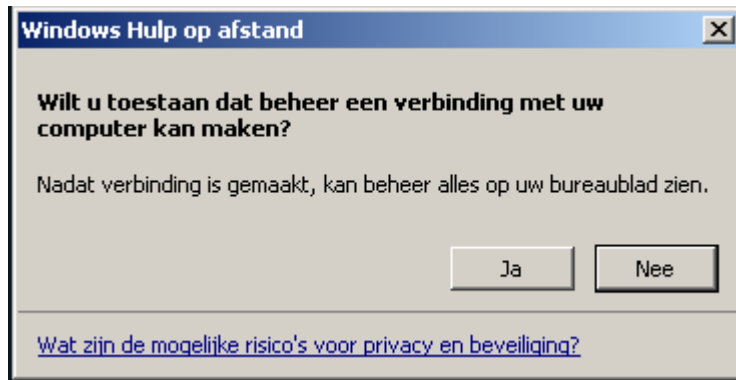 Windows Hulp op afstand
Wilt u toestaan dat beheer een verbinding met uw
computer kan maken?
Nadat verbinding is gemaakt, kan beheer alles op uw bureaublad zien.
Ja
Nee
Wat zijn de mogelijke risico's voor privacy en beveiliging?